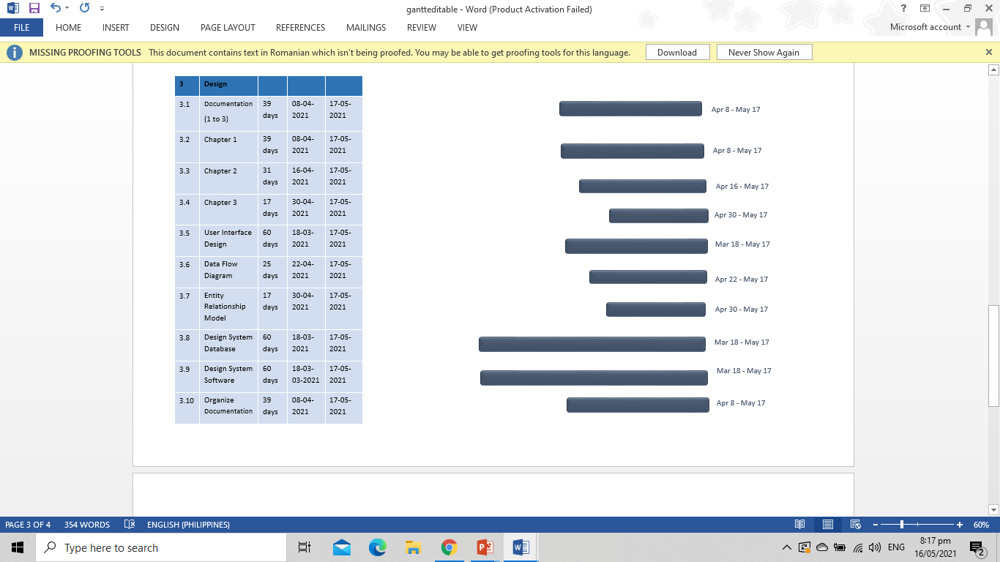 gantteditable - Word (Product Activation Failed)
?
FILE HOME INSERT DESIGN PAGE LAYOUT REFERENCES MAILINGS REVIEW VIEW Microsoft account
MISSING PROOFING TOOLS This document contains text in Romanian which isn't being proofed. You may be able to get proofing tools for this language. Download Never Show Again
3 Design
3.1 Documentation 39 08-04- 17-05-
(1 to 3) days 2021 2021
Apr 8 - May 17
3.2 Chapter 1 39 08-04- 17-05-
days 2021 2021
Apr 8 - May 17
3.3 Chapter 2 31 16-04- 17-05-
days 2021 2021
Apr 16 - May 17
3.4 Chapter 3 17 30-04- 17-05-
days 2021 2021
Apr 30 - May 17
3.5 User Interface 60 18-03- 17-05-
Design days 2021 2021
Mar 18 - May 17
3.6 Data Flow 25 22-04- 17-05-
Diagram days 2021 2021
Apr 22 - May 17
3.7 Entity 17 30-04- 17-05-
Relationship days 2021 2021
Model
Apr 30 - May 17
3.8 Design System 60 18-03- 17-05-
Database days 2021 2021
Mar 18 - May 17
3.9 Design System 60 18-03- 17-05-
Software days 03-2021 2021
Mar 18 - May 17
3.10 Organize 39 08-04- 17-05-
Documentation days 2021 2021
Apr 8 - May 17
PAGE 3 OF 4 354 WORDS ENGLISH (PHILIPPINES) 60%
Type here to search
ENG
8:17 pm
16/05/2021
2